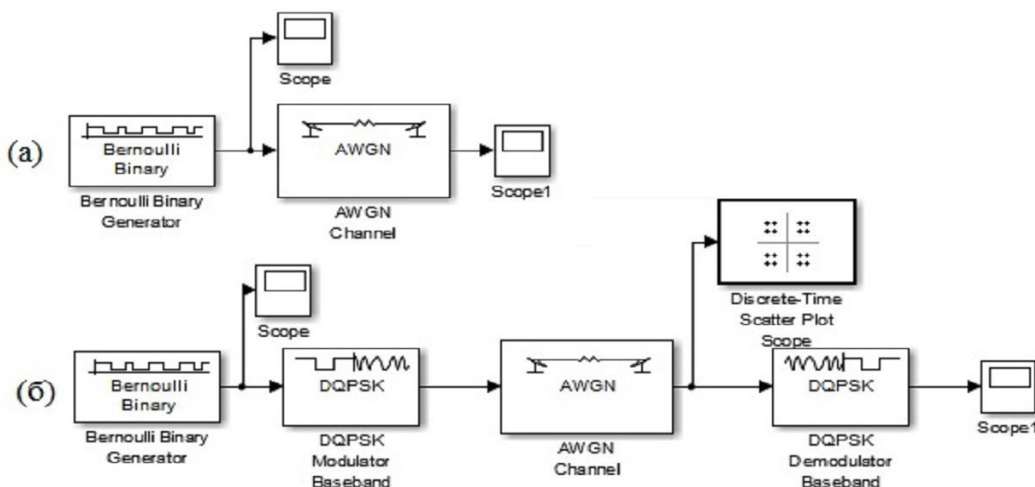 Scope
(а)
Bernoulli
Binary
Bernoulli Binary
Generator
AWGN
AWGN
Channel
Scope1
Discrete-Time
Scatter Plot
Scope
Scope
(б)
Bernoulli
Binary
Bernoulli Binary
Generator
DQPSK
DQPSK
Modulator
Baseband
AWGN
AWGN
Channel
DQPSK
DQPSK
Demodulator
Baseband
Scope1